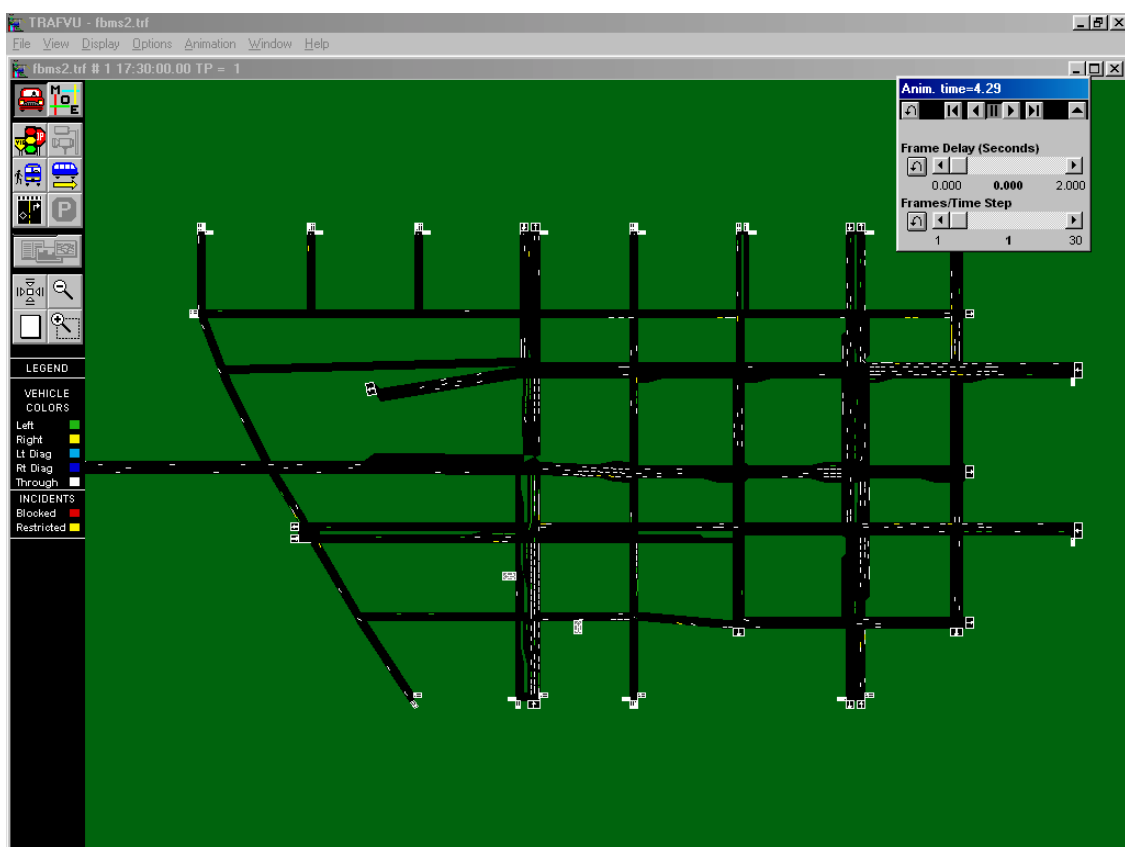 TRAFVU - fbms2.trf
File View Display Options Animation Window Help
fbms2.trf # 1 17:30:00.00 TP = 1
Anim. time=4.29
M
O
E
Frame Delay (Seconds)
0.000 0.000 2.000
Frames/Time Step
1 1 30
P
LEGEND
VEHICLE
COLORS
Left
Right
Lt Diag
Rt Diag
Through
INCIDENTS
Blocked
Restricted